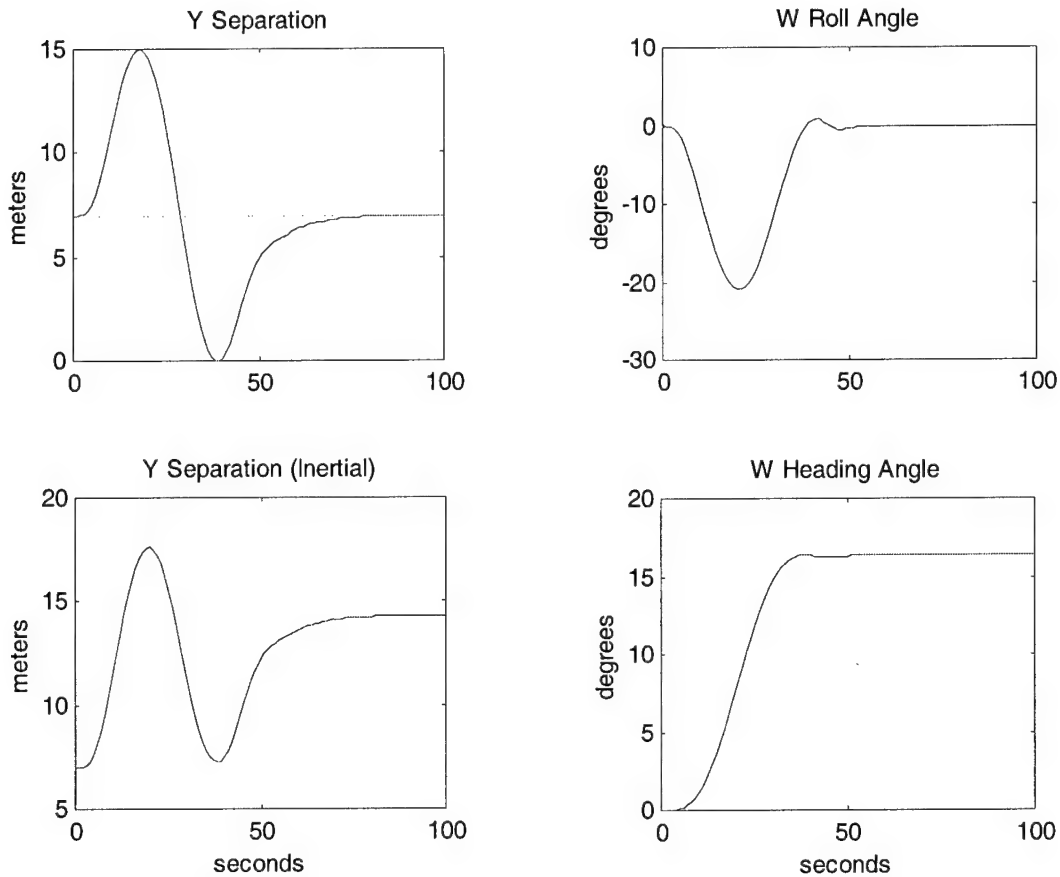 Y Separation
15
10
5
0
meters
0 50 100
W Roll Angle
10
0
-10
-20
-30
degrees
0 50 100
Y Separation (Inertial)
20
15
10
5
meters
0 50 100
seconds
W Heading Angle
20
15
10
5
0
degrees
0 50 100
seconds